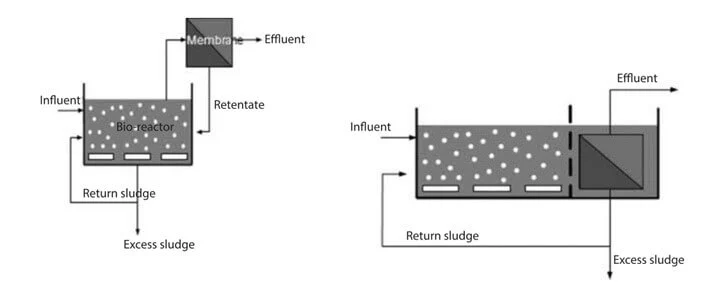 Membrane
Effluent
Influent
Retentate
Bio-reactor
Return sludge
Excess sludge
Effluent
Influent
Return sludge
Excess sludge